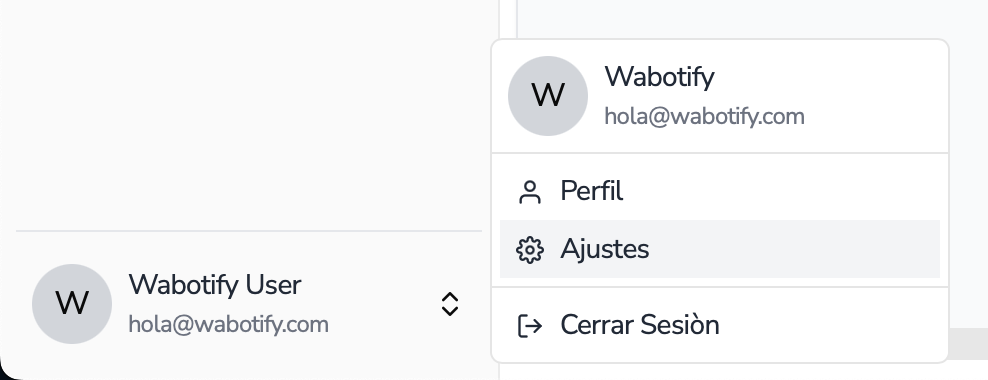 W
Wabotify
hola@wabotify.com
Perfil
Ajustes
W
Wabotify User
hola@wabotify.com
Cerrar Sesiòn